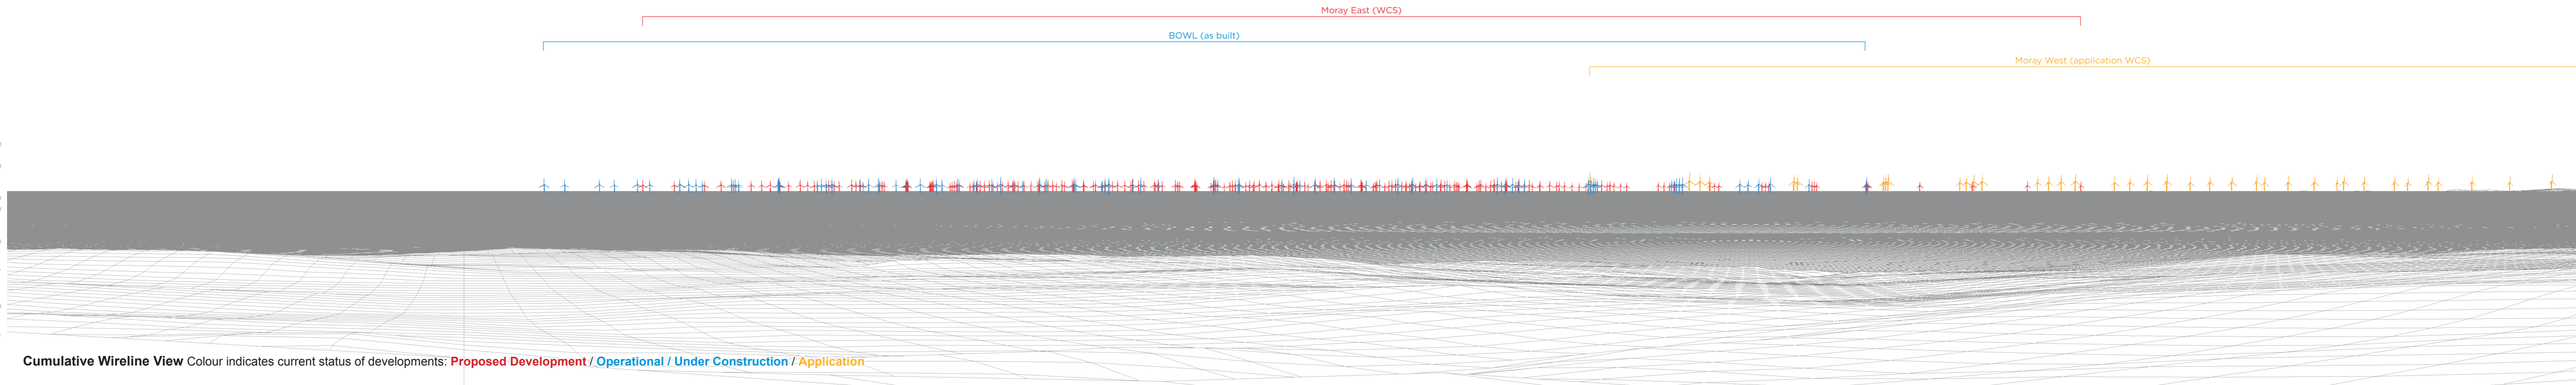 Moray East (WCS)
BOWL (as built)
Moray West (application WCS)
Cumulative Wireline View Colour indicates current status of developments: Proposed Development / Operational / Under Construction / Application